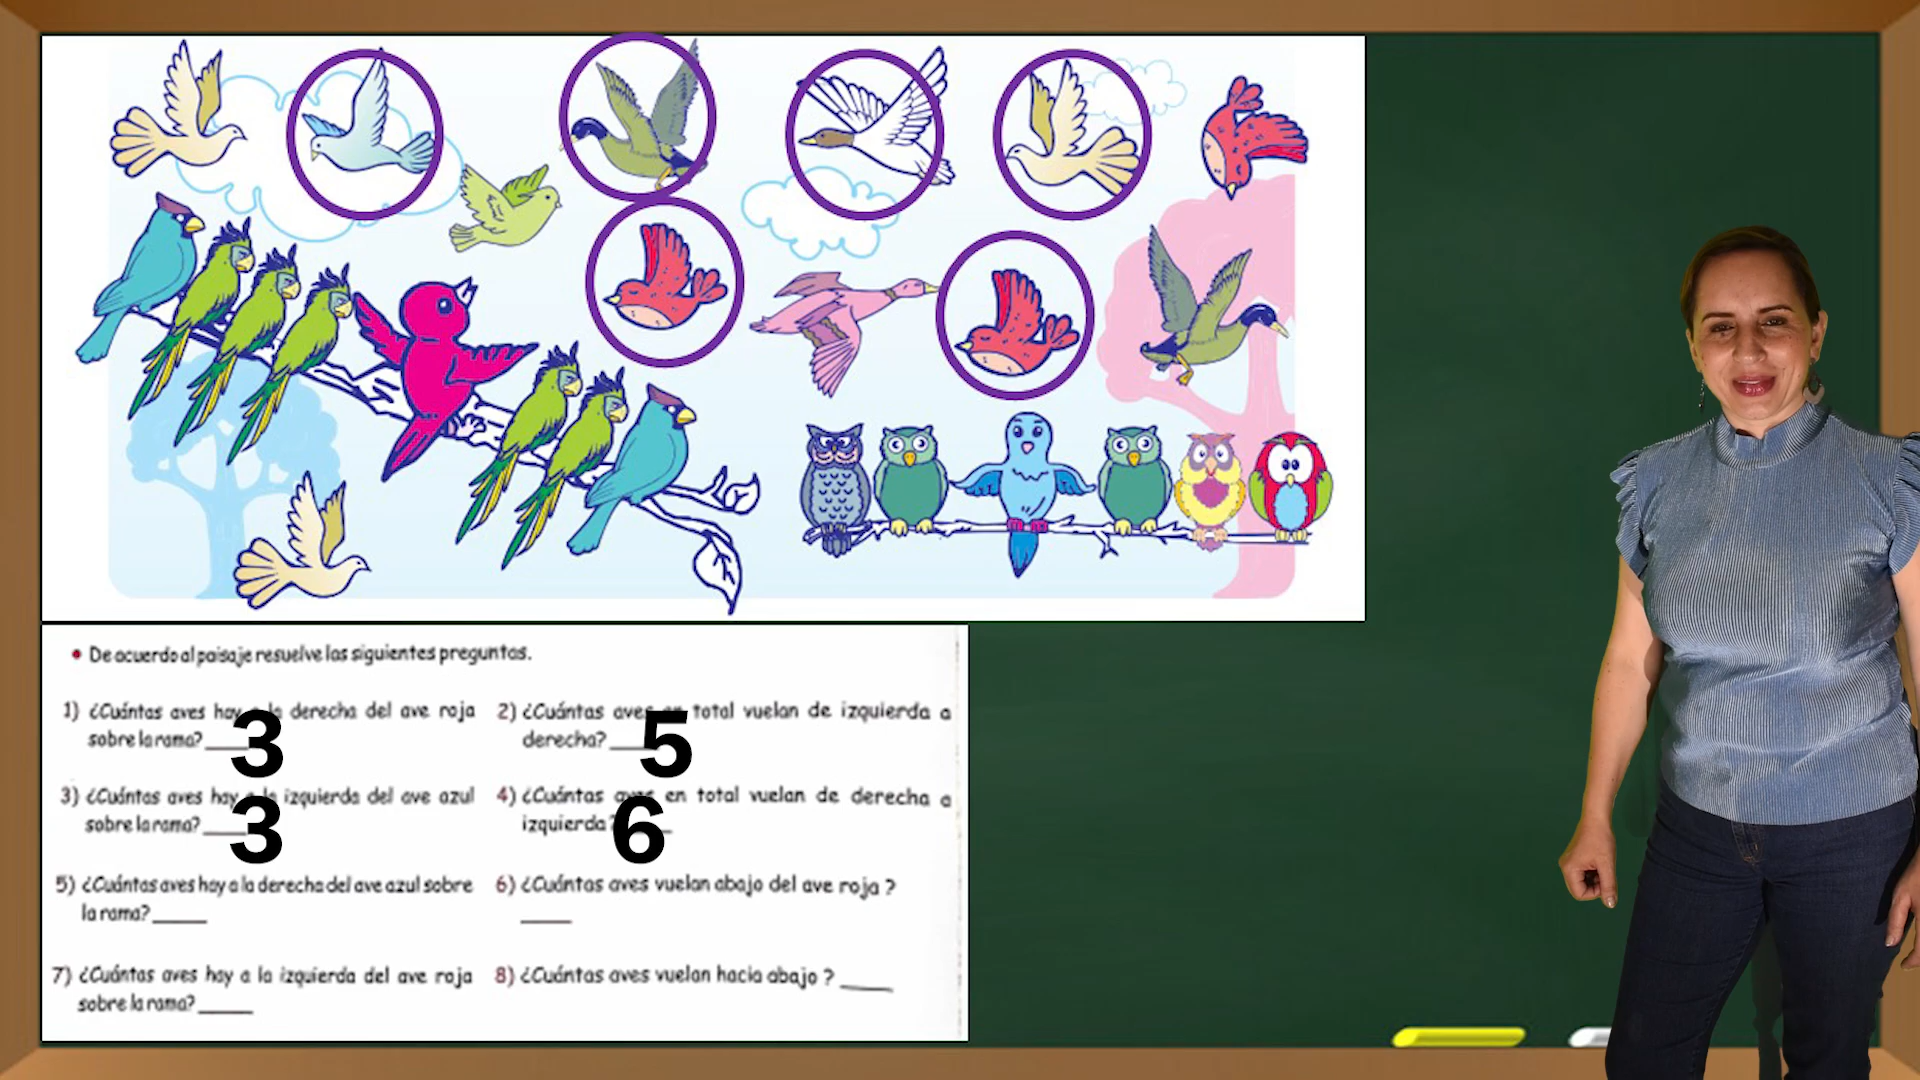 • De acuerdo al paisaje resuelve las siguientes preguntas.
1) ¿Cuántas aves hay a la derecha del ave roja
sobre la rama? 3
2) ¿Cuántas aves en total vuelan de izquierda a
derecha? 5
3) ¿Cuántas aves hay a la izquierda del ave azul
sobre la rama? 3
4) ¿Cuántas aves en total vuelan de derecha a
izquierda? 6
5) ¿Cuántas aves hay a la derecha del ave azul sobre
la rama? _____
6) ¿Cuántas aves vuelan abajo del ave roja ?
_____
7) ¿Cuántas aves hay a la izquierda del ave roja
sobre la rama? _____
8) ¿Cuántas aves vuelan hacia abajo ? _____